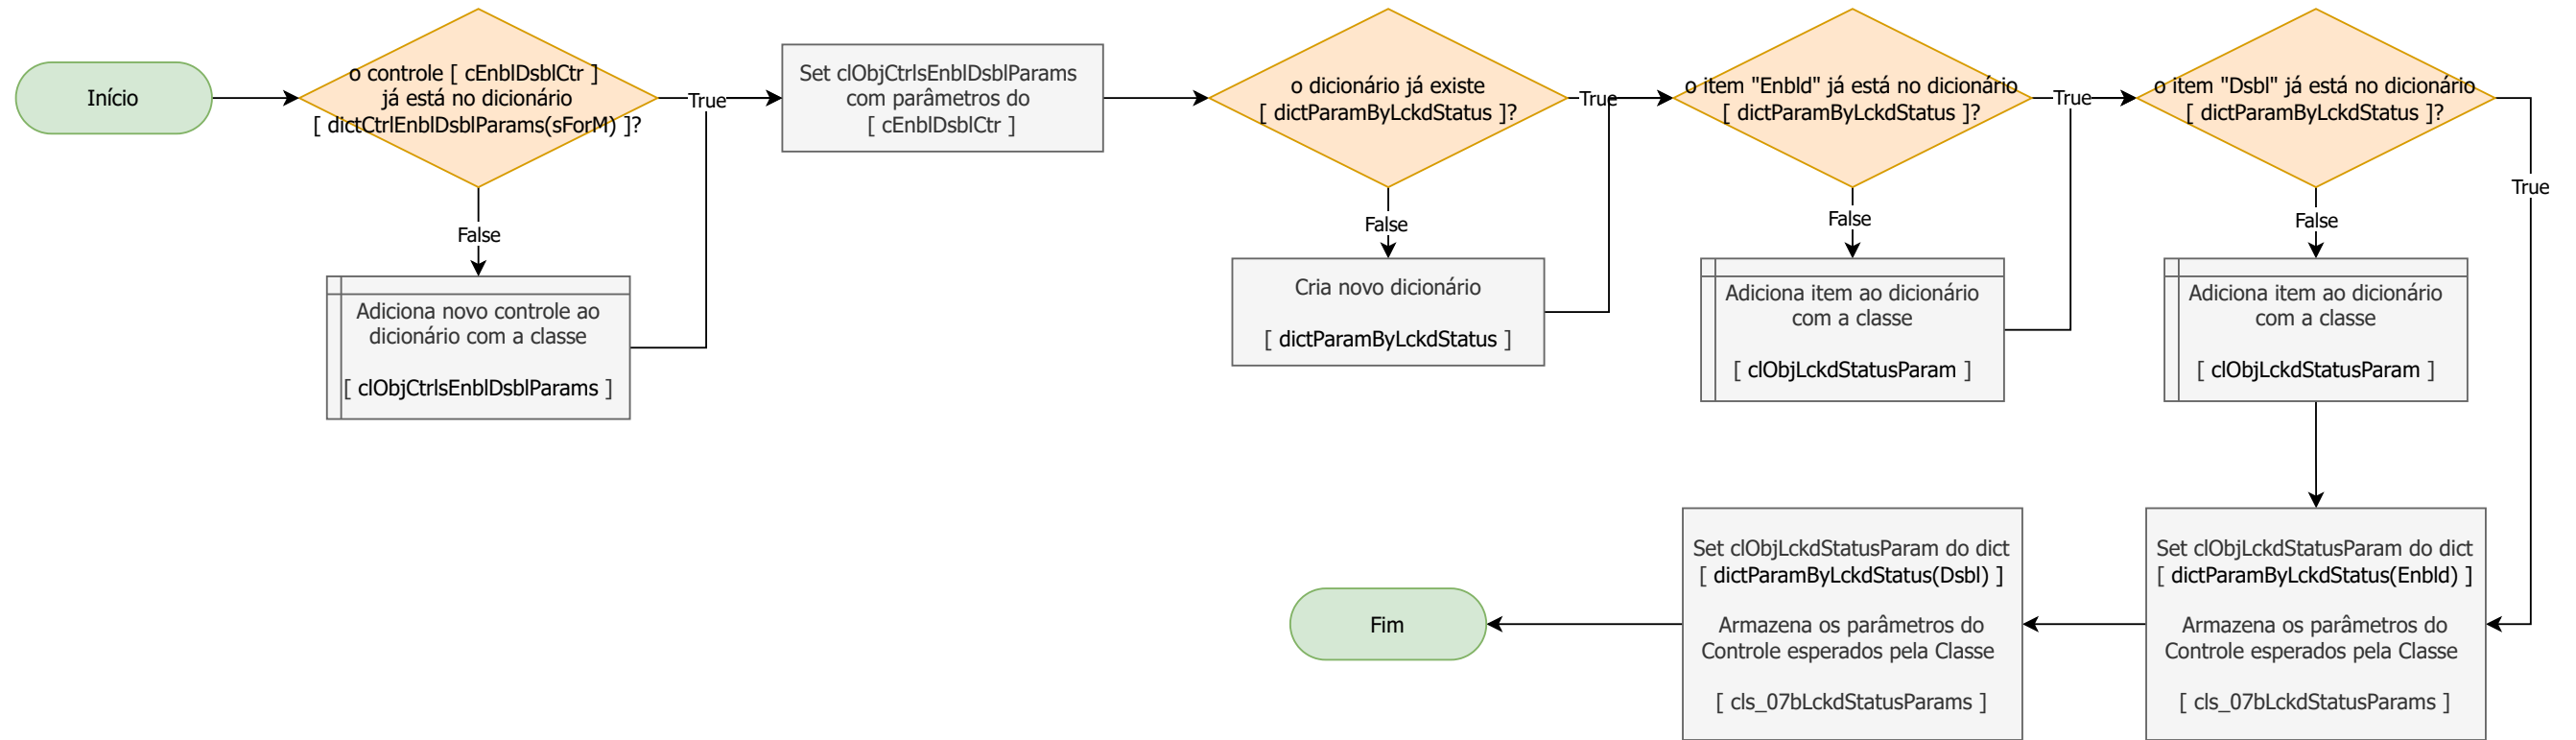 Início
o controle [ cEnblDsblCtr ]
já está no dicionário
[ dictCtrlEnblDsblParams(sForM) ]?
True
False
Adiciona novo controle ao
dicionário com a classe
[ clObjCtrlsEnblDsblParams ]
Set clObjCtrlsEnblDsblParams
com parâmetros do
[ cEnblDsblCtr ]
o dicionário já existe
[ dictParamByLckdStatus ]?
True
False
Cria novo dicionário
[ dictParamByLckdStatus ]
o item "Enbld" já está no dicionário
[ dictParamByLckdStatus ]?
True
False
Adiciona item ao dicionário
com a classe
[ clObjLckdStatusParam ]
o item "Dsbl" já está no dicionário
[ dictParamByLckdStatus ]?
True
False
Adiciona item ao dicionário
com a classe
[ clObjLckdStatusParam ]
Set clObjLckdStatusParam do dict
[ dictParamByLckdStatus(Enbld) ]
Armazena os parâmetros do
Controle esperados pela Classe
[ cls_07bLckdStatusParams ]
Set clObjLckdStatusParam do dict
[ dictParamByLckdStatus(Dsbl) ]
Armazena os parâmetros do
Controle esperados pela Classe
[ cls_07bLckdStatusParams ]
Fim